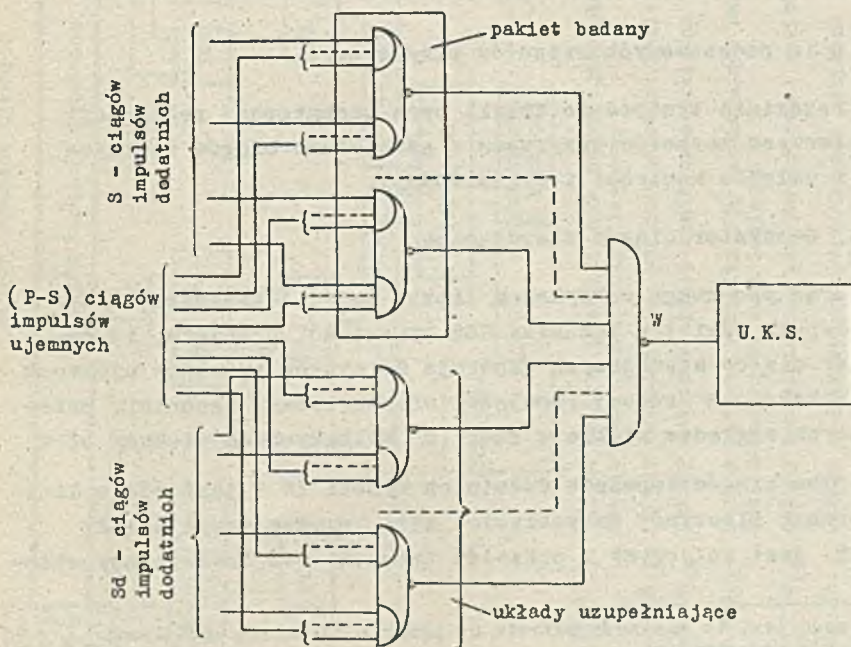 pakiet badany
S - ciągów
impulsów
dodatnich
(P-S) ciągów
impulsów
ujemnych
W
U.K.S.
Sd - ciągów
impulsów
dodatnich
układy uzupełniające